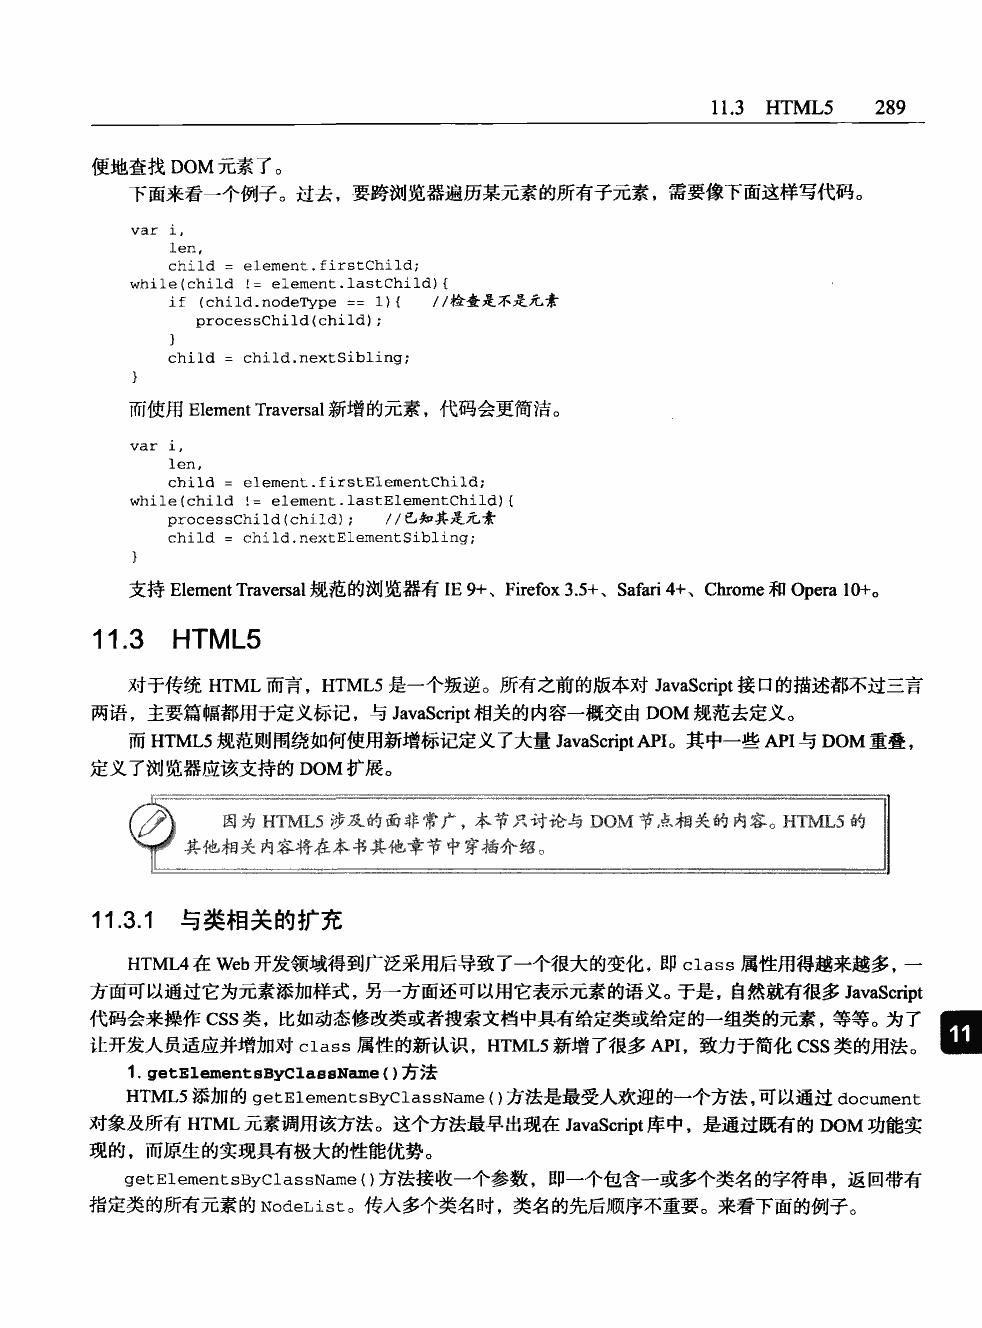 11.3 HTML5 289
便地查找 DOM 元素了。
下面来看一个例子。过去，要跨浏览器遍历某元素的所有子元素，需要像下面这样写代码。
var i,
len,
child = element.firstChild;
while(child != element.lastChild){
if (child.nodeType == 1){ //检查是不是元素
processChild(child);
}
child = child.nextSibling;
}
而使用 Element Traversal 新增的元素，代码会更简洁。
var i,
len,
child = element.firstElementChild;
while(child != element.lastElementChild){
processChild(child); //已知其是元素
child = child.nextElementSibling;
}
支持 Element Traversal 规范的浏览器有 IE 9+、Firefox 3.5+、Safari 4+、Chrome 和 Opera 10+。
11.3 HTML5
对于传统 HTML 而言，HTML5 是一个叛逆。所有之前的版本对 JavaScript 接口的描述都不过三言
两语，主要篇幅都用于定义标记，与 JavaScript 相关的内容一概交由 DOM 规范去定义。
而 HTML5 规范则围绕如何使用新增标记定义了大量 JavaScript API。其中一些 API 与 DOM 重叠，
定义了浏览器应该支持的 DOM 扩展。
因为 HTML5 涉及的面非常广，本节只讨论与 DOM 节点相关的内容。HTML5 的
其他相关内容将在本书其他章节中穿插介绍。
11.3.1 与类相关的扩充
HTML4 在 Web 开发领域得到广泛采用后导致了一个很大的变化，即 class 属性用得越来越多，一
方面可以通过它为元素添加样式，另一方面还可以用它表示元素的语义。于是，自然就有很多 JavaScript
代码会来操作 CSS 类，比如动态修改类或者搜索文档中具有给定类或给定的一组类的元素，等等。为了
让开发人员适应并增加对 class 属性的新认识，HTML5 新增了很多 API，致力于简化 CSS 类的用法。
11
1. getElementsByClassName()方法
HTML5 添加的 getElementsByClassName()方法是最受人欢迎的一个方法，可以通过 document
对象及所有 HTML 元素调用该方法。这个方法最早出现在 JavaScript 库中，是通过既有的 DOM 功能实
现的，而原生的实现具有极大的性能优势。
getElementsByClassName()方法接收一个参数，即一个包含一或多个类名的字符串，返回带有
指定类的所有元素的 NodeList。传入多个类名时，类名的先后顺序不重要。来看下面的例子。